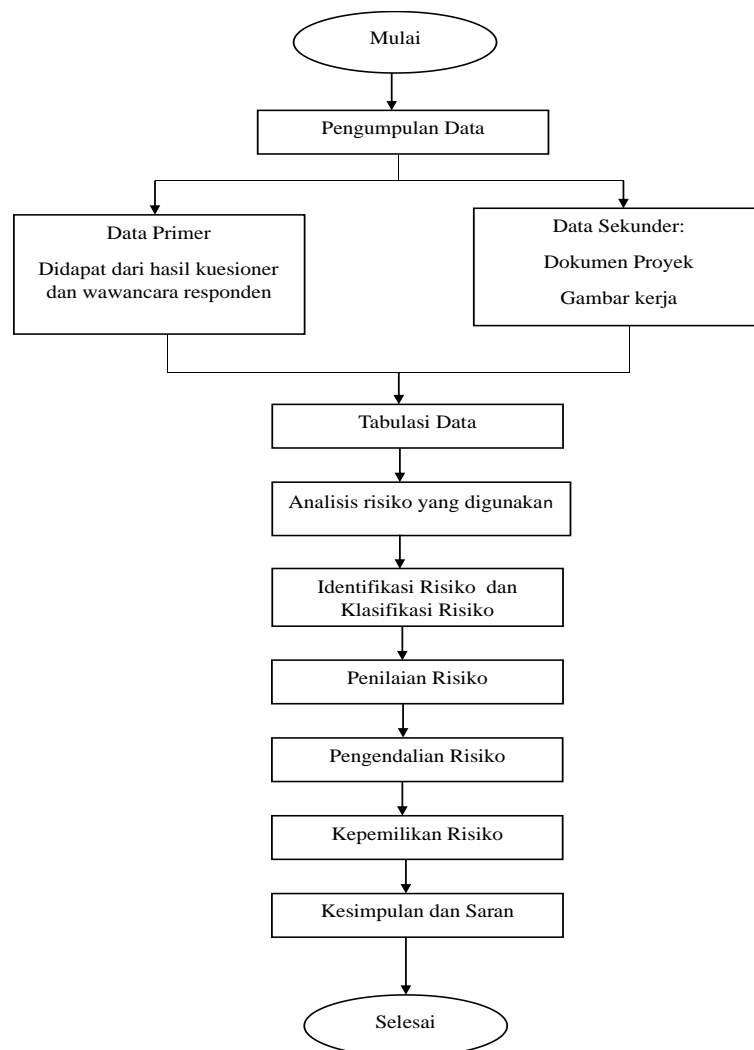 Mulai
Pengumpulan Data
Data Primer
Didapat dari hasil kuesioner
dan wawancara responden
Data Sekunder:
Dokumen Proyek
Gambar kerja
Tabulasi Data
Analisis risiko yang digunakan
Identifikasi Risiko dan
Klasifikasi Risiko
Penilaian Risiko
Pengendalian Risiko
Kepemilikan Risiko
Kesimpulan dan Saran
Selesai